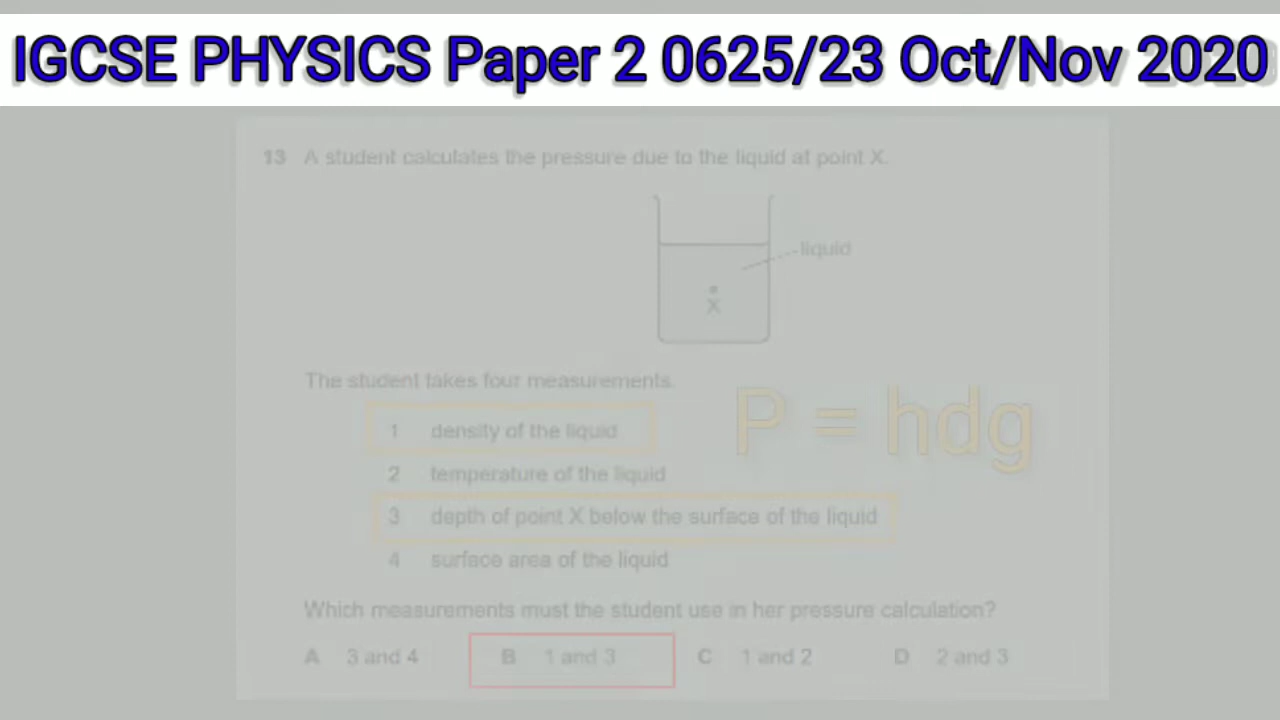 IGCSE PHYSICS Paper 2 0625/23 Oct/Nov 2020
13 A student calculates the pressure due to the liquid at point X.
liquid
X
The student takes four measurements.
P = hdg
1 density of the liquid
2 temperature of the liquid
3 depth of point X below the surface of the liquid
4 surface area of the liquid
Which measurements must the student use in her pressure calculation?
A 3 and 4 B 1 and 3 C 1 and 2 D 2 and 3